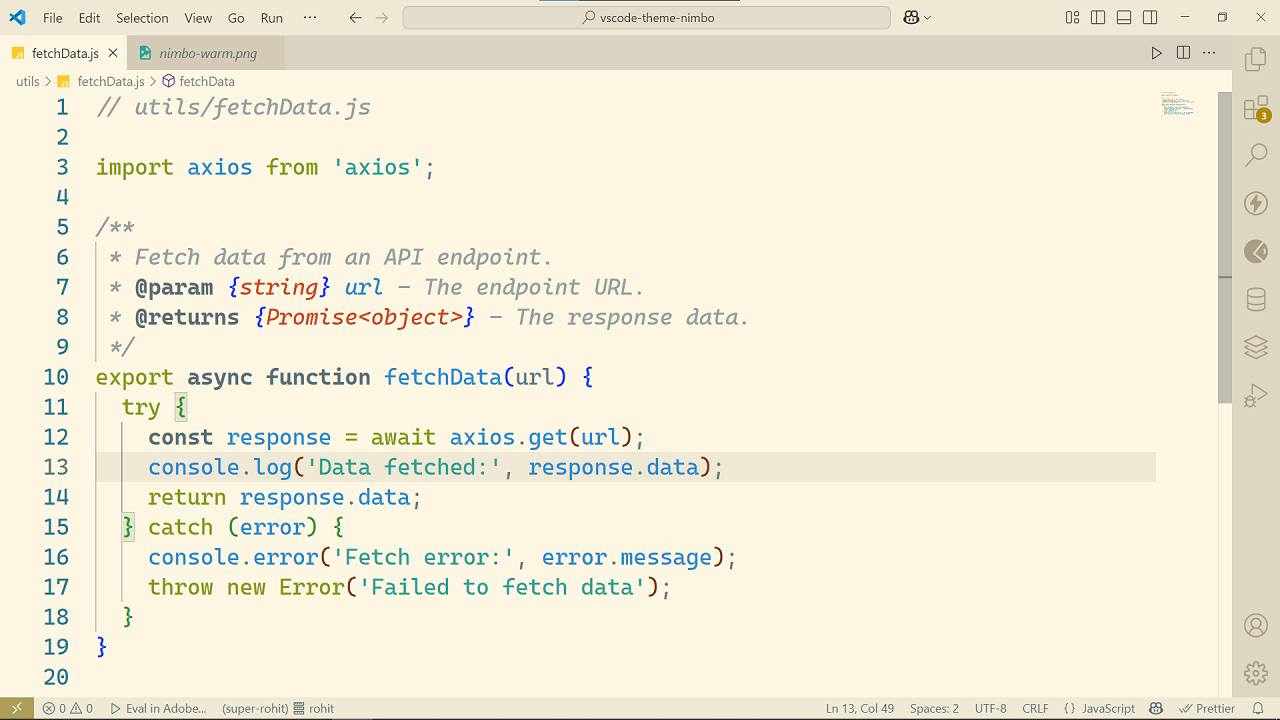 File Edit Selection View Go Run ··· vscode-theme-nimbo
fetchData.js nimbo-warm.png
utils > fetchData.js > fetchData
1 // utils/fetchData.js
2
3 import axios from 'axios';
4
5 /**
6 * Fetch data from an API endpoint.
7 * @param {string} url - The endpoint URL.
8 * @returns {Promise<object>} - The response data.
9 */
10 export async function fetchData(url) {
11 try {
12 const response = await axios.get(url);
13 console.log('Data fetched:', response.data);
14 return response.data;
15 } catch (error) {
16 console.error('Fetch error:', error.message);
17 throw new Error('Failed to fetch data');
18 }
19 }
20
3
0 0 Eval in Adobe... (super-rohit) rohit Ln 13, Col 49 Spaces: 2 UTF-8 CRLF {} JavaScript Prettier